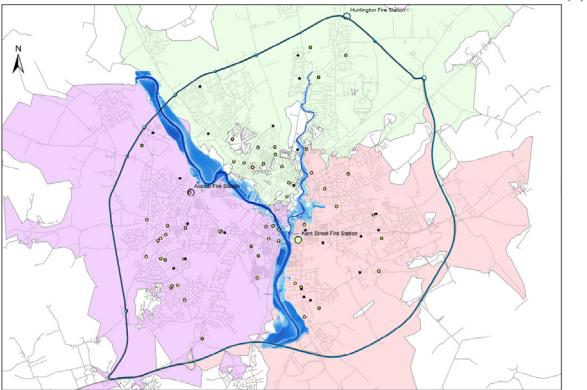 Huntington Fire Station
N
Acomb Fire Station
Kent Street Fire Station